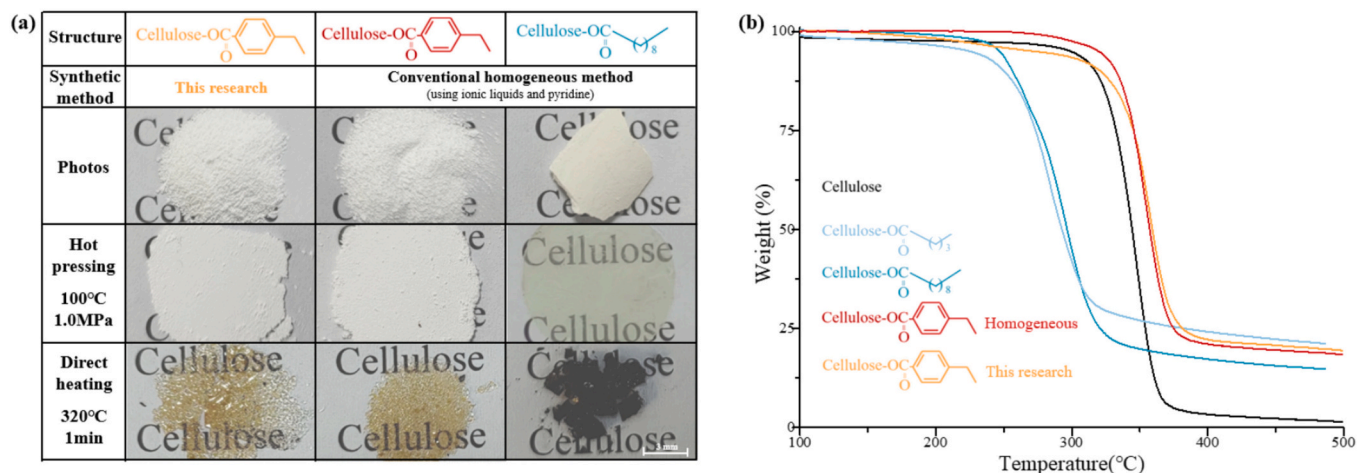 (a)
Structure
Cellulose-OC
O
Cellulose-OC
O
Cellulose-OC
O
( )8
Synthetic
method
This research
Conventional homogeneous method
(using ionic liquids and pyridine)
Photos
Cellulose
Cellulose
Cellulose
Cellulose
Cellulose
Hot
pressing
100℃
1.0MPa
Cellulose
Cellulose
Direct
heating
320℃
1min
Cellulose
Cellulose
Cellulose
Cellulose
Cellulose
Cellulose
(b)
100
75
50
25
0
Weight (%)
Cellulose
Cellulose-OC
O
( )3
Cellulose-OC
O
( )8
Cellulose-OC
O
Homogeneous
Cellulose-OC
O
This research
100
200
300
400
500
Temperature(℃)